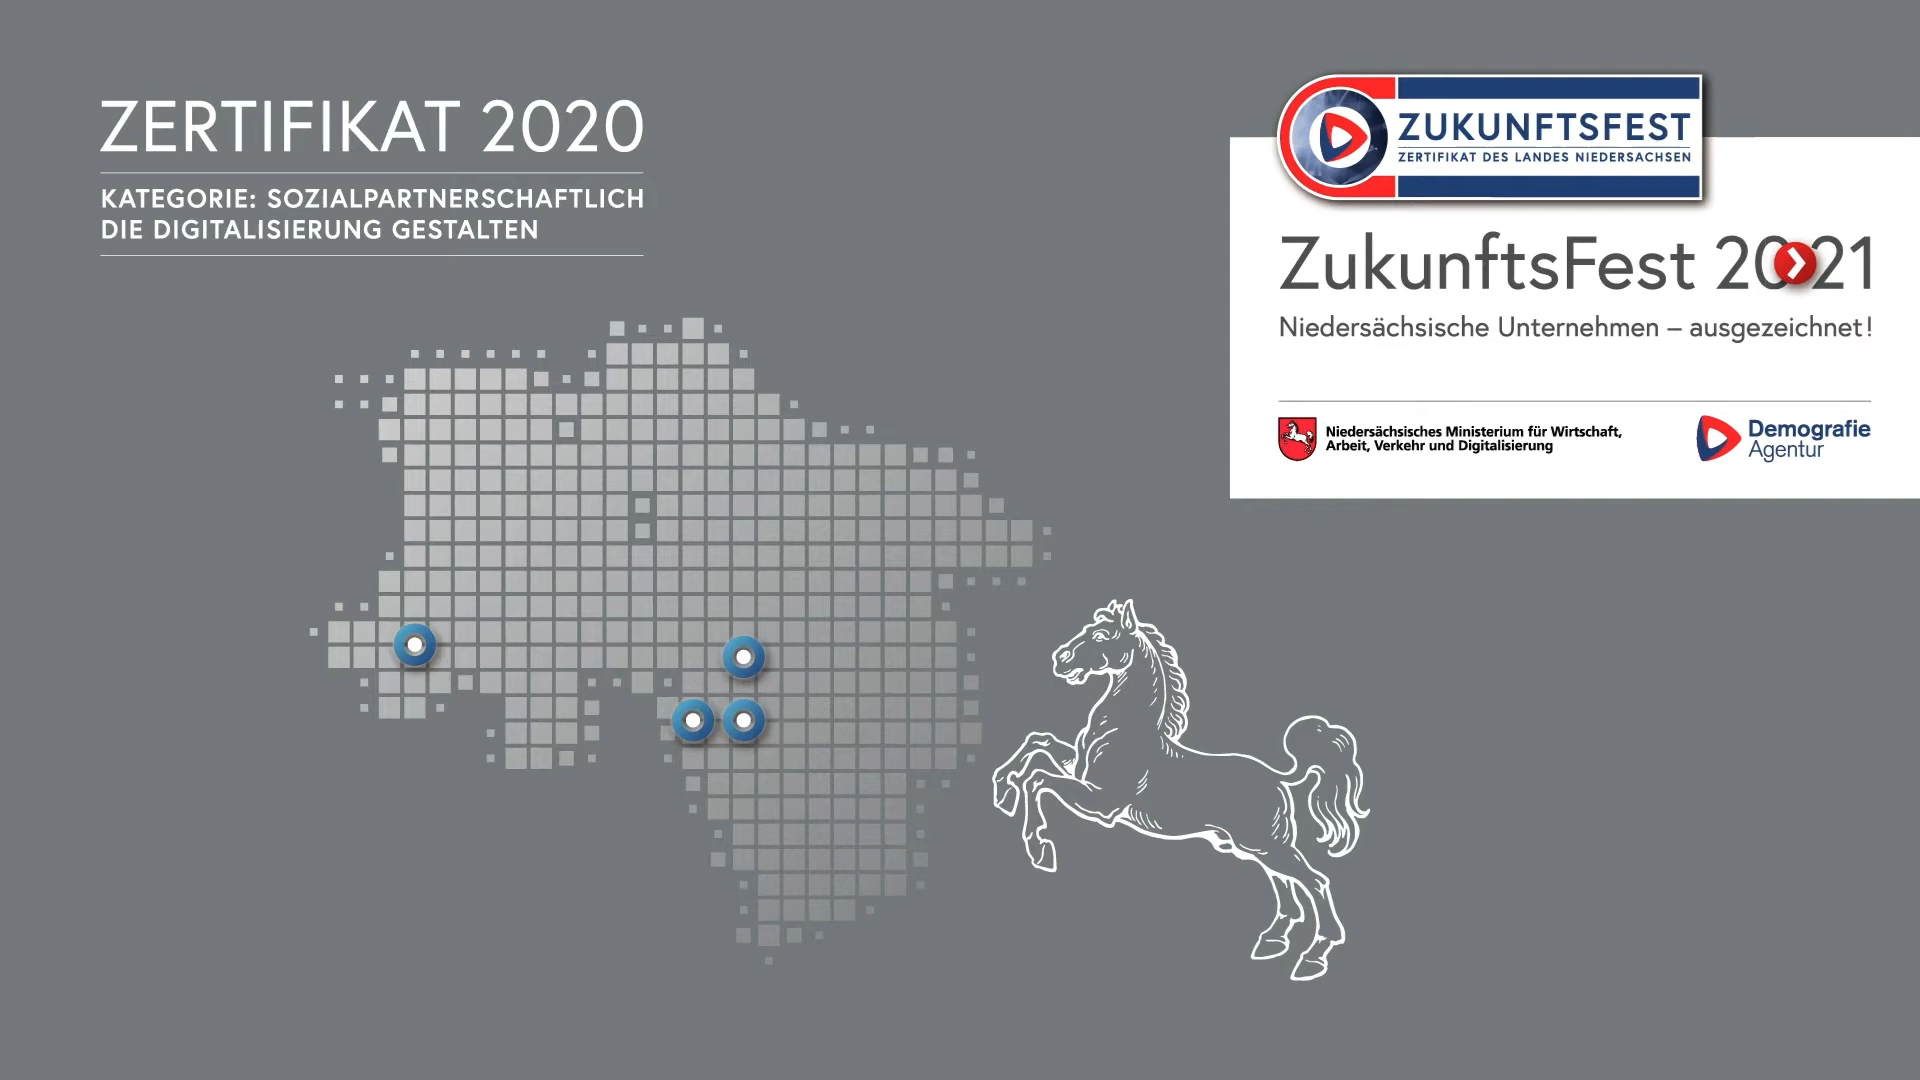 ZERTIFIKAT 2020
KATEGORIE: SOZIALPARTNERSCHAFTLICH
DIE DIGITALISIERUNG GESTALTEN
ZUKUNFTSFEST
ZERTIFIKAT DES LANDES NIEDERSACHSEN
ZukunftsFest 2021
Niedersächsische Unternehmen – ausgezeichnet!
Niedersächsisches Ministerium für Wirtschaft,
Arbeit, Verkehr und Digitalisierung
Demografie
Agentur